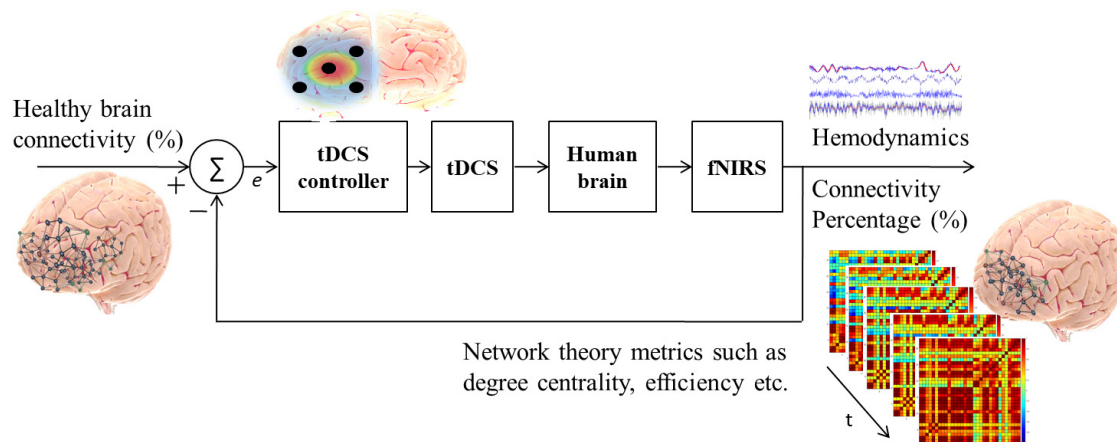 Healthy brain
connectivity (%)
+
−
Σ
e
tDCS
controller
tDCS
Human
brain
fNIRS
Hemodynamics
Connectivity
Percentage (%)
Network theory metrics such as
degree centrality, efficiency etc.
t